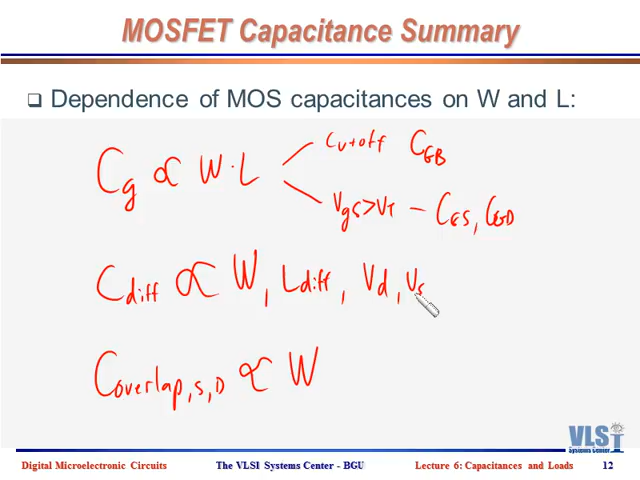 MOSFET Capacitance Summary
Dependence of MOS capacitances on W and L:
Cg ∝ W·L
Cutoff CGB
Vgs>VT – CGS, CGD
Cdiff ∝ W, Ldiff, Vd, Vs
Coverlap,S,D ∝ W
VLSI
Systems Center
Digital Microelectronic Circuits The VLSI Systems Center - BGU Lecture 6: Capacitances and Loads 12